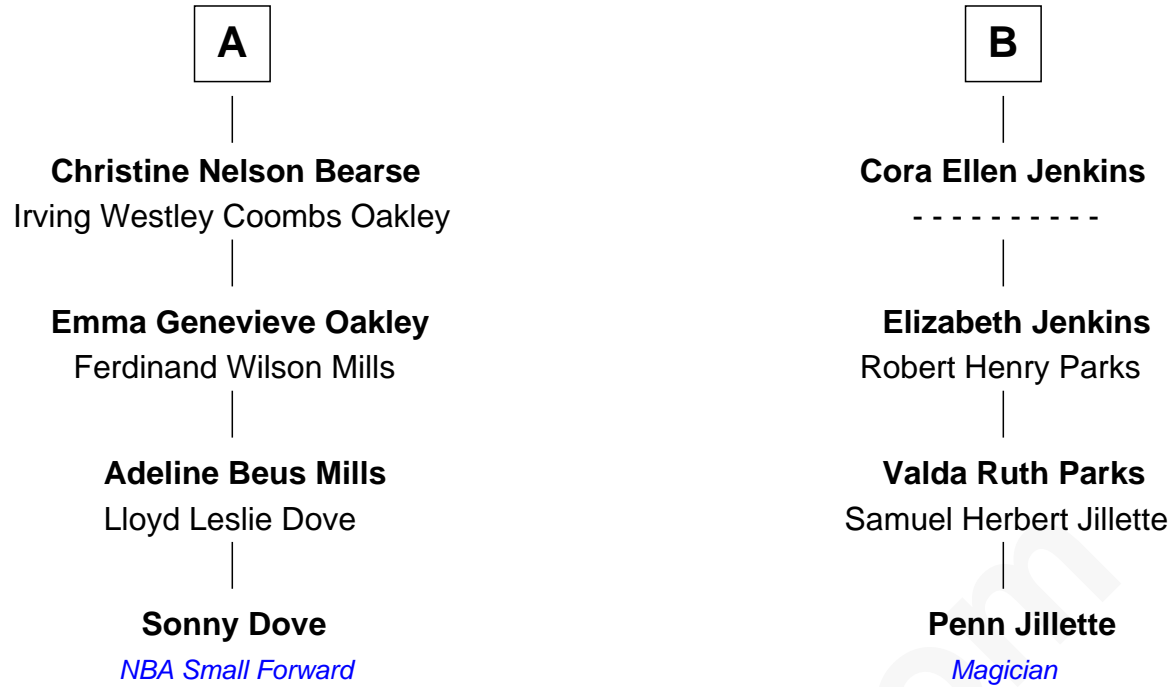 A
Christine Nelson Bearse
Irving Westley Coombs Oakley
Emma Genevieve Oakley
Ferdinand Wilson Mills
Adeline Beus Mills
Lloyd Leslie Dove
Sonny Dove
NBA Small Forward
B
Cora Ellen Jenkins
- - - - - - - - - -
Elizabeth Jenkins
Robert Henry Parks
Valda Ruth Parks
Samuel Herbert Jillette
Penn Jillette
Magician